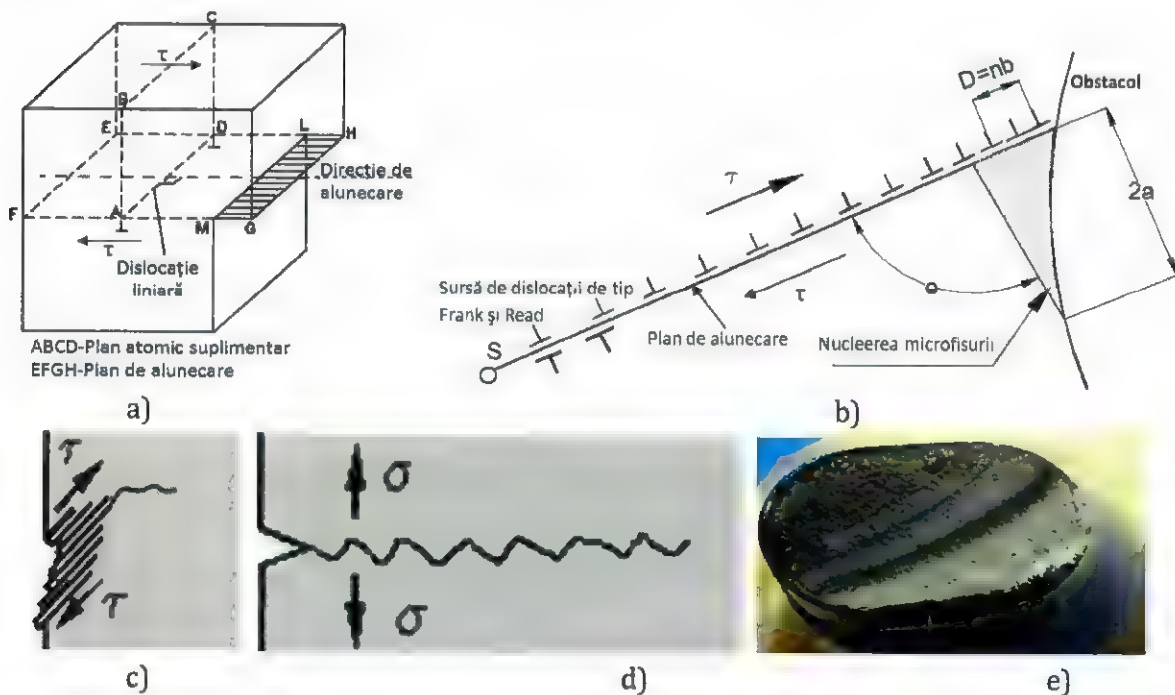 C
τ
B
E
D
L
H
Direcție de
alunecare
F
A
M
G
τ
Dislocație
liniară
ABCD-Plan atomic suplimentar
EFGH-Plan de alunecare
a)
D=nb
Obstacol
τ
2a
τ
Sursă de dislocații de tip
Frank și Read
S
Plan de alunecare
Nucleerea microfisurii
b)
τ
τ
c)
σ
σ
d)
e)